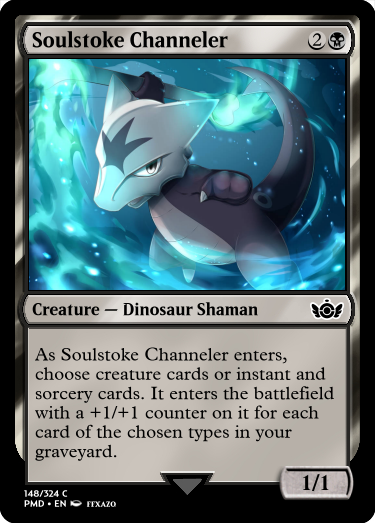 Soulstoke Channeler 2
Creature — Dinosaur Shaman
As Soulstoke Channeler enters,
choose creature cards or instant and
sorcery cards. It enters the battlefield
with a +1/+1 counter on it for each
card of the chosen types in your
graveyard.
1/1
148/324 C
PMD • EN ITXAZO